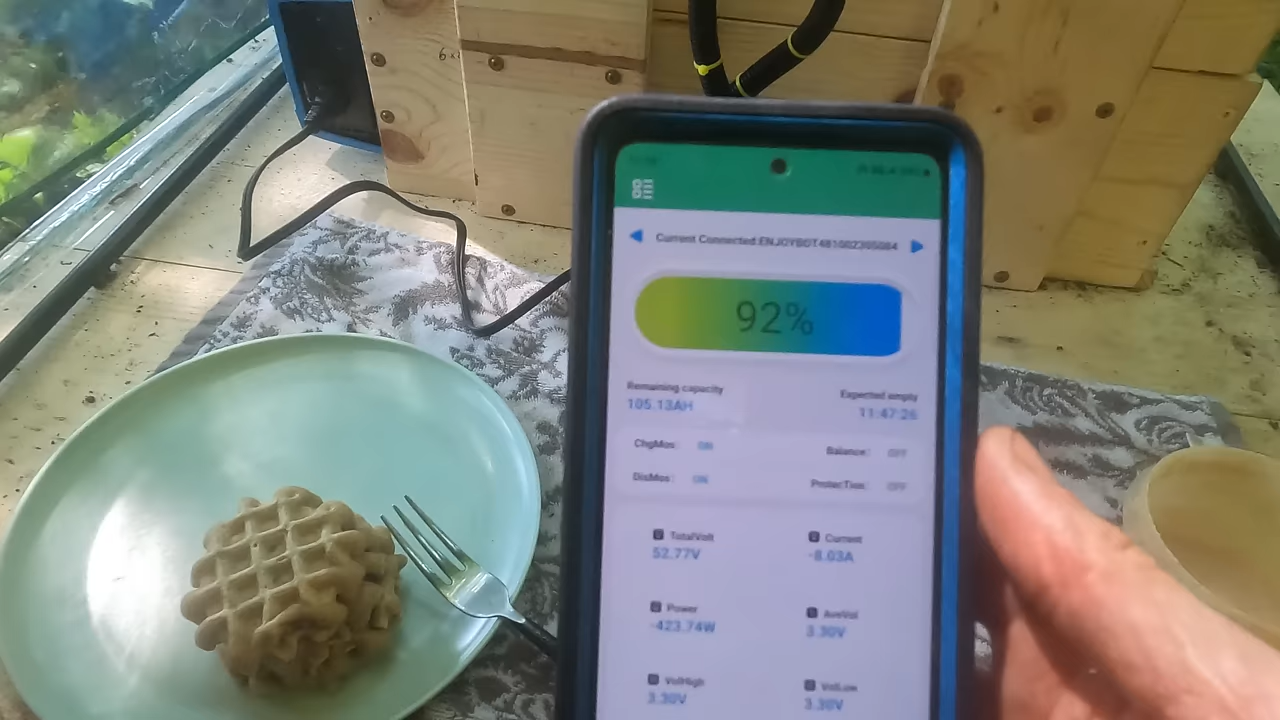 Current Connected:ENJOYBOT481002305084
92%
Remaining capacity
Expected empty
105.13AH
11:47:26
ChgMos: ON
Balance: OFF
DisMos: ON
ProtecTion: OFF
TotalVolt
Current
52.77V
-8.03A
Power
AveVol
-423.74W
3.30V
VolHigh
VolLow
3.30V
3.30V